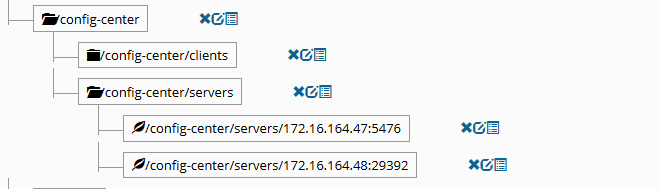 /config-center
/config-center/clients
/config-center/servers
/config-center/servers/172.16.164.47:5476
/config-center/servers/172.16.164.48:29392